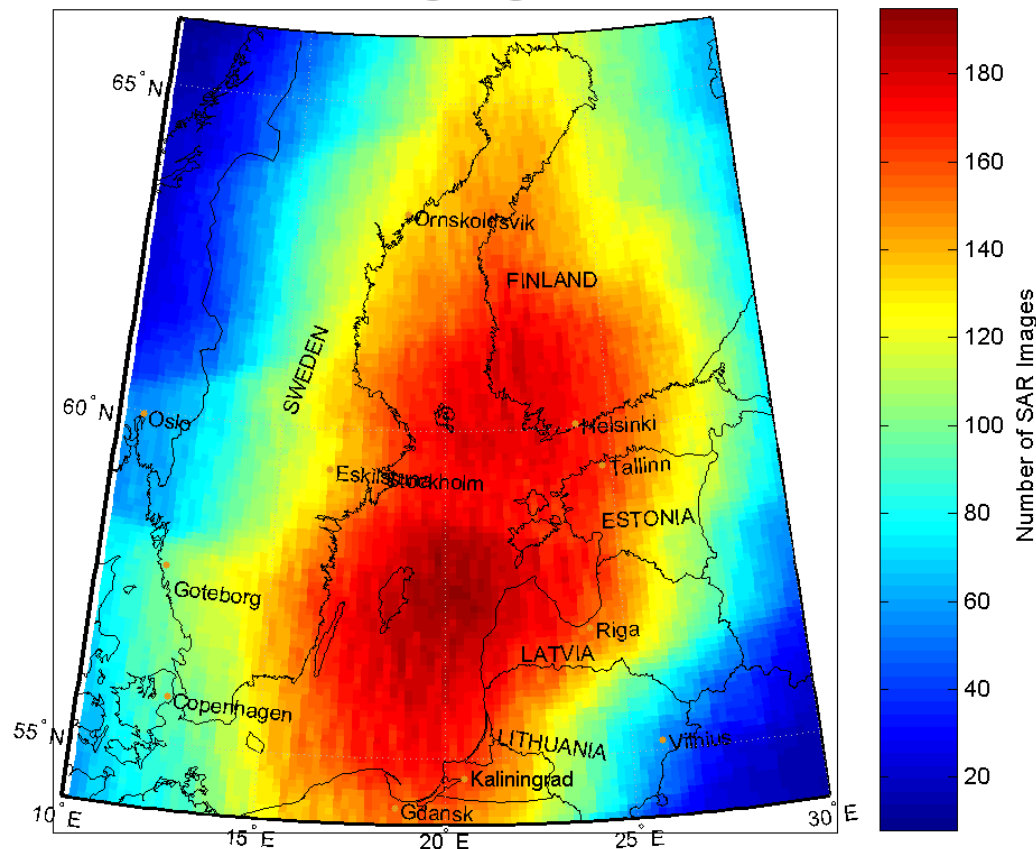 65° N
60° N
55° N
10° E
15° E
20° E
25° E
30° E
Ornskoldsvik
FINLAND
SWEDEN
Oslo
Helsinki
Eskilstuna
Stockholm
Tallinn
ESTONIA
Goteborg
Riga
LATVIA
Copenhagen
LITHUANIA
Vilnius
Kaliningrad
Gdansk
180
160
140
120
100
80
60
40
20
Number of SAR Images